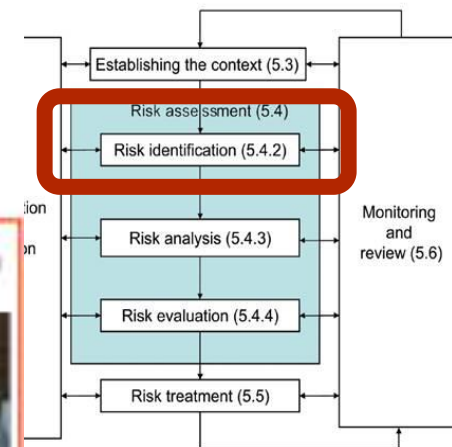 Establishing the context (5.3)
Risk assessment (5.4)
Risk identification (5.4.2)
Risk analysis (5.4.3)
Risk evaluation (5.4.4)
Risk treatment (5.5)
Monitoring
and
review (5.6)